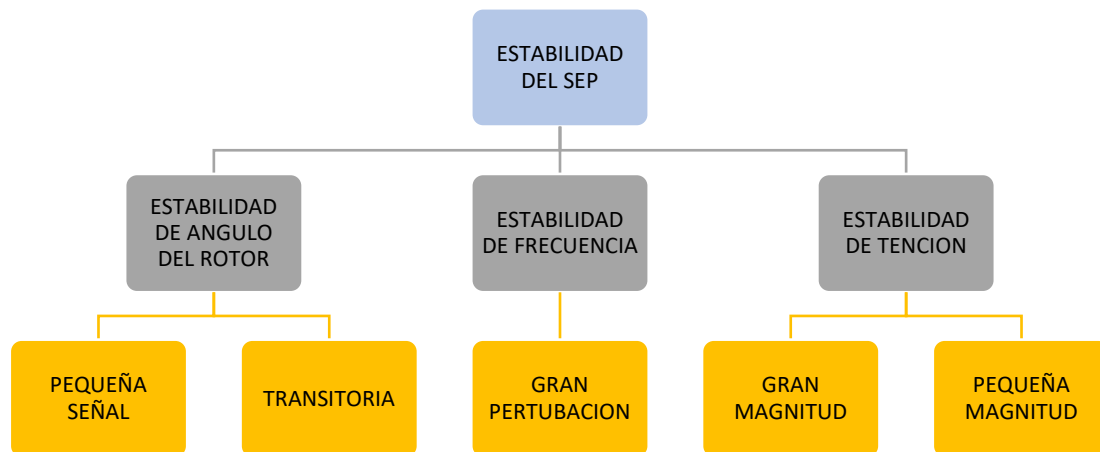 ESTABILIDAD
DEL SEP
ESTABILIDAD
DE ANGULO
DEL ROTOR
ESTABILIDAD
DE FRECUENCIA
ESTABILIDAD
DE TENCION
PEQUEÑA
SEÑAL
TRANSITORIA
GRAN
PERTUBACION
GRAN
MAGNITUD
PEQUEÑA
MAGNITUD